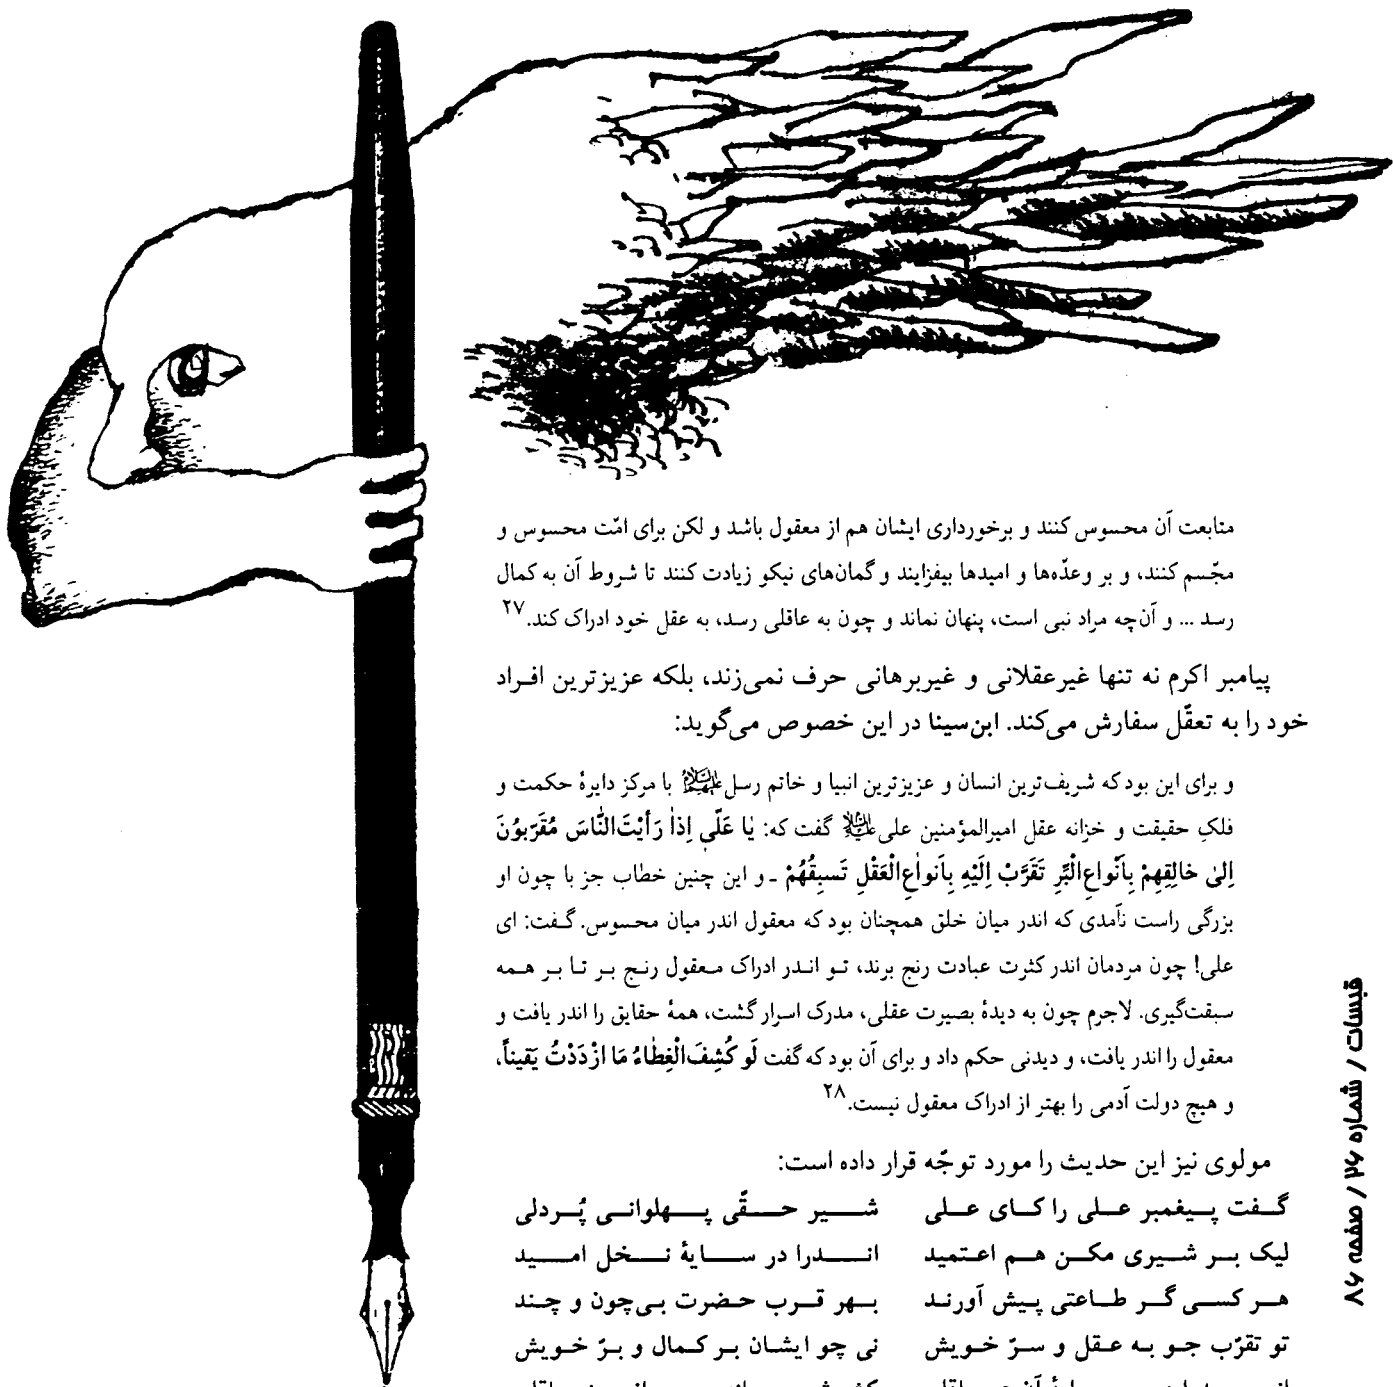 متابعت آن محسوس کنند و برخورداری ایشان هم از معقول باشد و لکن برای امّت محسوس و
مجّسم کنند، و بر وعدّه‌ها و امیدها بیفزایند و گمان‌های نیکو زیادت کنند تا شروط آن به کمال
رسد ... و آن‌چه مراد نبی است، پنهان نماند و چون به عاقلی رسد، به عقل خود ادراک کند.۲۷
پیامبر اکرم نه تنها غیرعقلانی و غیربرهانی حرف نمی‌زند، بلکه عزیزترین افراد
خود را به تعقّل سفارش می‌کند. ابن‌سینا در این خصوص می‌گوید:
و برای این بود که شریف‌ترین انسان و عزیزترین انبیا و خاتم رسل با مرکز دایرهٔ حکمت و
فلکِ حقیقت و خزانه عقل امیرالمؤمنین علی گفت که: یٰا عَلّی اِذاٰ رَأیْتَ‌النّٰاسَ مُقَرّبوُنَ
اِلیٰ خالِقِهِمْ بِأنْواعِ‌الْبِّرِ تَقَرَّبْ اِلَیْهِ بِأَنواٰعِ‌الْعَقْلِ تَسبِقُهُمْ ـ و این چنین خطاب جز با چون او
بزرگی راست نآمدی که اندر میان خلق همچنان بود که معقول اندر میان محسوس. گفت: ای
علی! چون مردمان اندر کثرت عبادت رنج برند، تو اندر ادراک معقول رنج بر تا بر همه
سبقت‌گیری. لاجرم چون به دیدهٔ بصیرت عقلی، مدرک اسرار گشت، همهٔ حقایق را اندر یافت و
معقول را اندر یافت، و دیدنی حکم داد و برای آن بود که گفت لَو کُشِفَ‌الْغِطٰاءُ مَا ازْدَدْتُ یَقیناً،
و هیچ دولت آدمی را بهتر از ادراک معقول نیست.۲۸
مولوی نیز این حدیث را مورد توجّه قرار داده است:
گفت پیغمبر علی را کای علی شیر حقّی پهلوانی پُردلی
لیک بر شیری مکن هم اعتمید اندرا در سایهٔ نخل امید
هر کسی گر طاعتی پیش آورند بهر قرب حضرت بی‌چون و چند
تو تقرّب جو به عقل و سرّ خویش نی چو ایشان بر کمال و برّ خویش
قبسات / شماره ۲۶ / صفحه ۸۶